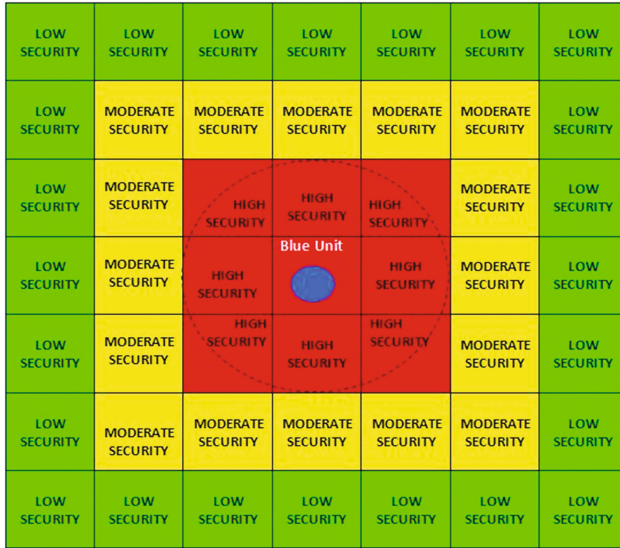 LOW LOW LOW LOW LOW LOW LOW
SECURITY SECURITY SECURITY SECURITY SECURITY SECURITY SECURITY
LOW MODERATE MODERATE MODERATE MODERATE MODERATE LOW
SECURITY SECURITY SECURITY SECURITY SECURITY SECURITY SECURITY
LOW MODERATE HIGH HIGH HIGH MODERATE LOW
SECURITY SECURITY SECURITY SECURITY SECURITY SECURITY SECURITY
Blue Unit
LOW MODERATE HIGH HIGH MODERATE LOW
SECURITY SECURITY SECURITY SECURITY SECURITY SECURITY
LOW MODERATE HIGH HIGH HIGH MODERATE LOW
SECURITY SECURITY SECURITY SECURITY SECURITY SECURITY SECURITY
LOW MODERATE MODERATE MODERATE MODERATE MODERATE LOW
SECURITY SECURITY SECURITY SECURITY SECURITY SECURITY SECURITY
LOW LOW LOW LOW LOW LOW LOW
SECURITY SECURITY SECURITY SECURITY SECURITY SECURITY SECURITY